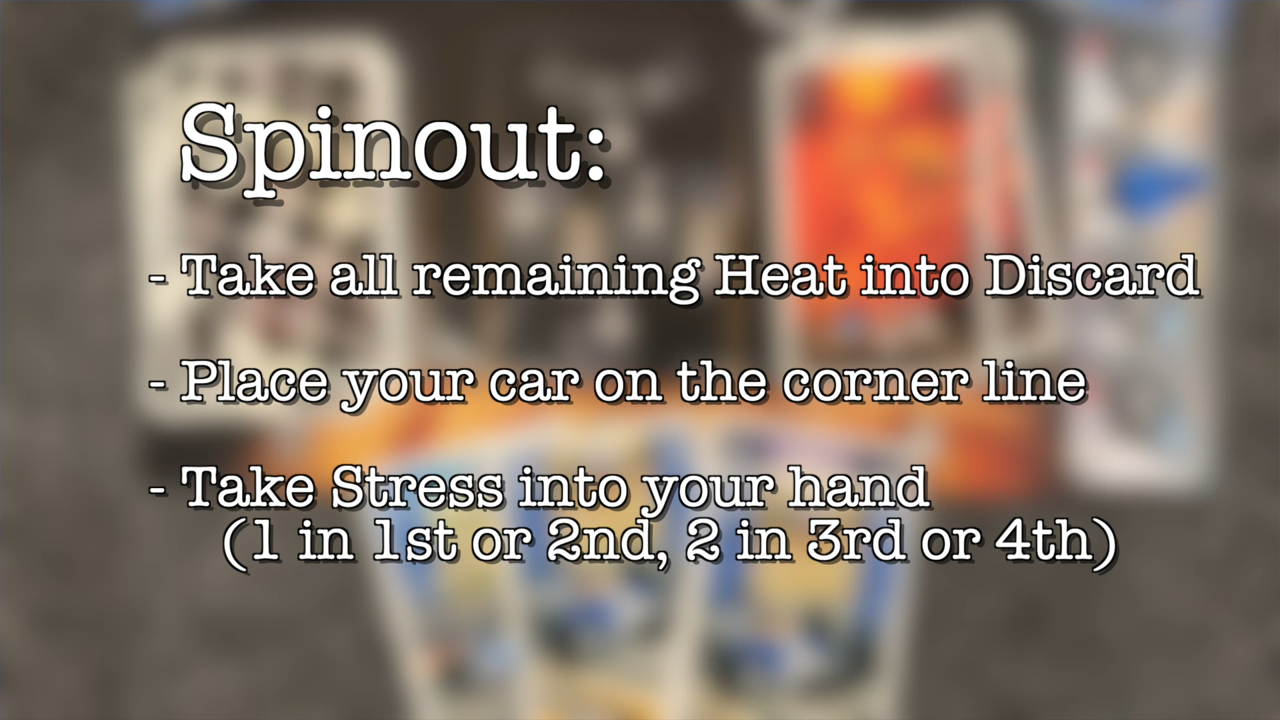 Spinout:
- Take all remaining Heat into Discard
- Place your car on the corner line
- Take Stress into your hand
(1 in 1st or 2nd, 2 in 3rd or 4th)